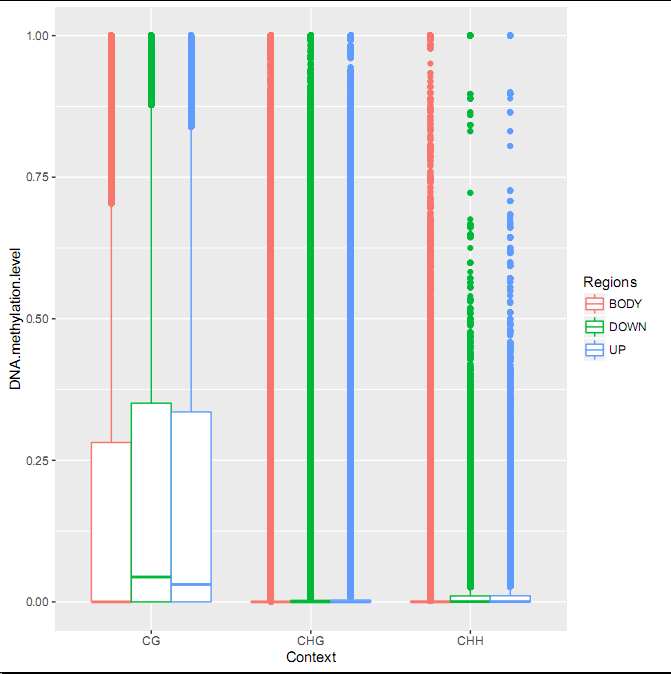 1.00
0.75
0.50
0.25
0.00
DNA.methylation.level
CG
CHG
CHH
Context
Regions
BODY
DOWN
UP